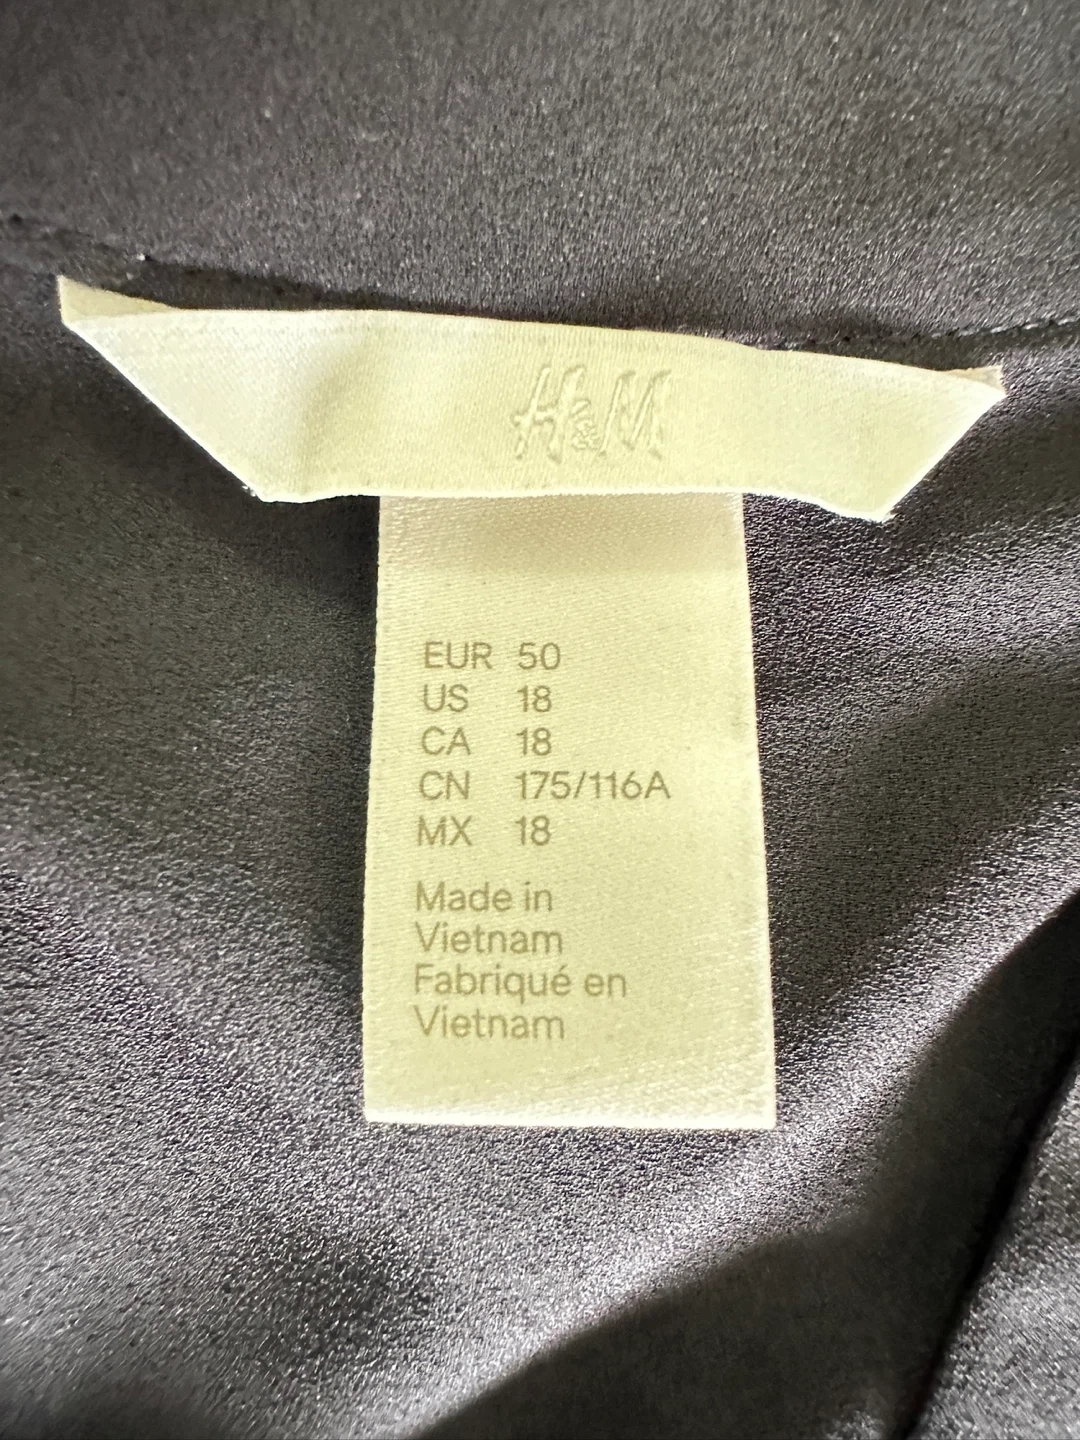 H&M
EUR 50
US 18
CA 18
CN 175/116A
MX 18
Made in
Vietnam
Fabriqué en
Vietnam